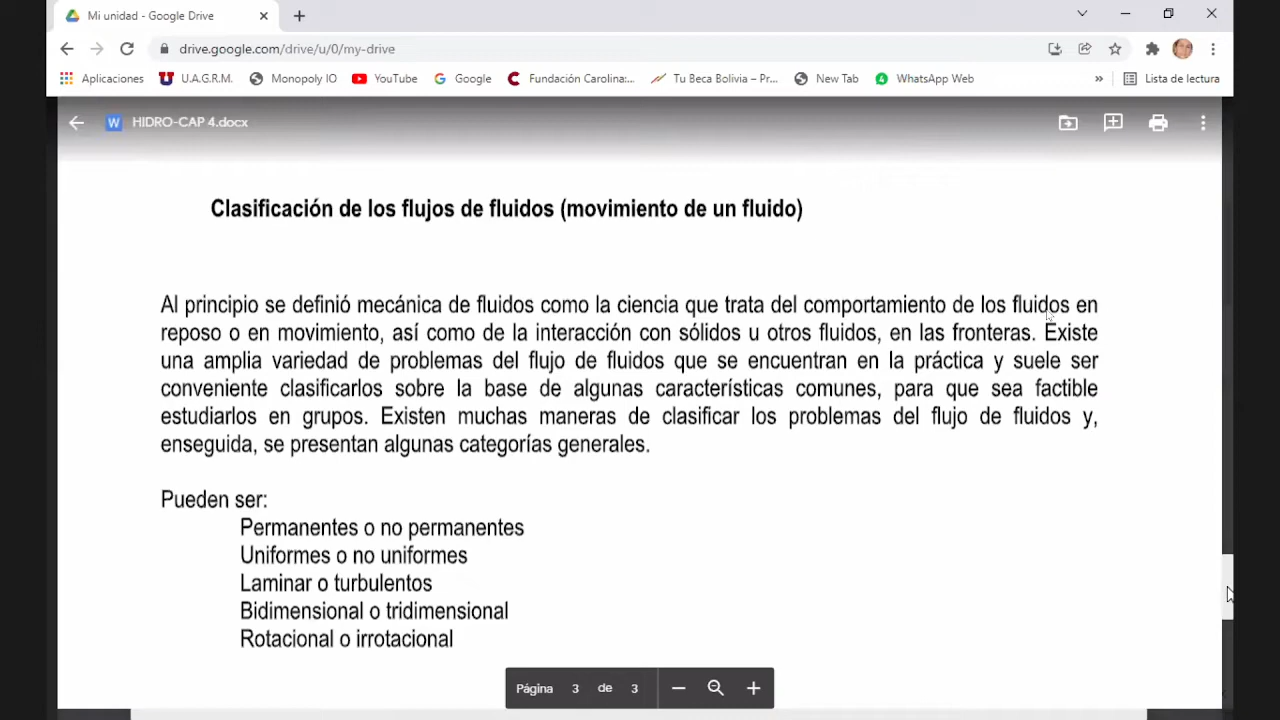 Mi unidad - Google Drive
drive.google.com/drive/u/0/my-drive
Aplicaciones U.A.G.R.M. Monopoly IO YouTube Google Fundación Carolina:... Tu Beca Bolivia – Pr... New Tab WhatsApp Web » Lista de lectura
W HIDRO-CAP 4.docx
Clasificación de los flujos de fluidos (movimiento de un fluido)
Al principio se definió mecánica de fluidos como la ciencia que trata del comportamiento de los fluidos en
reposo o en movimiento, así como de la interacción con sólidos u otros fluidos, en las fronteras. Existe
una amplia variedad de problemas del flujo de fluidos que se encuentran en la práctica y suele ser
conveniente clasificarlos sobre la base de algunas características comunes, para que sea factible
estudiarlos en grupos. Existen muchas maneras de clasificar los problemas del flujo de fluidos y,
enseguida, se presentan algunas categorías generales.
Pueden ser:
Permanentes o no permanentes
Uniformes o no uniformes
Laminar o turbulentos
Bidimensional o tridimensional
Rotacional o irrotacional
Página 3 de 3